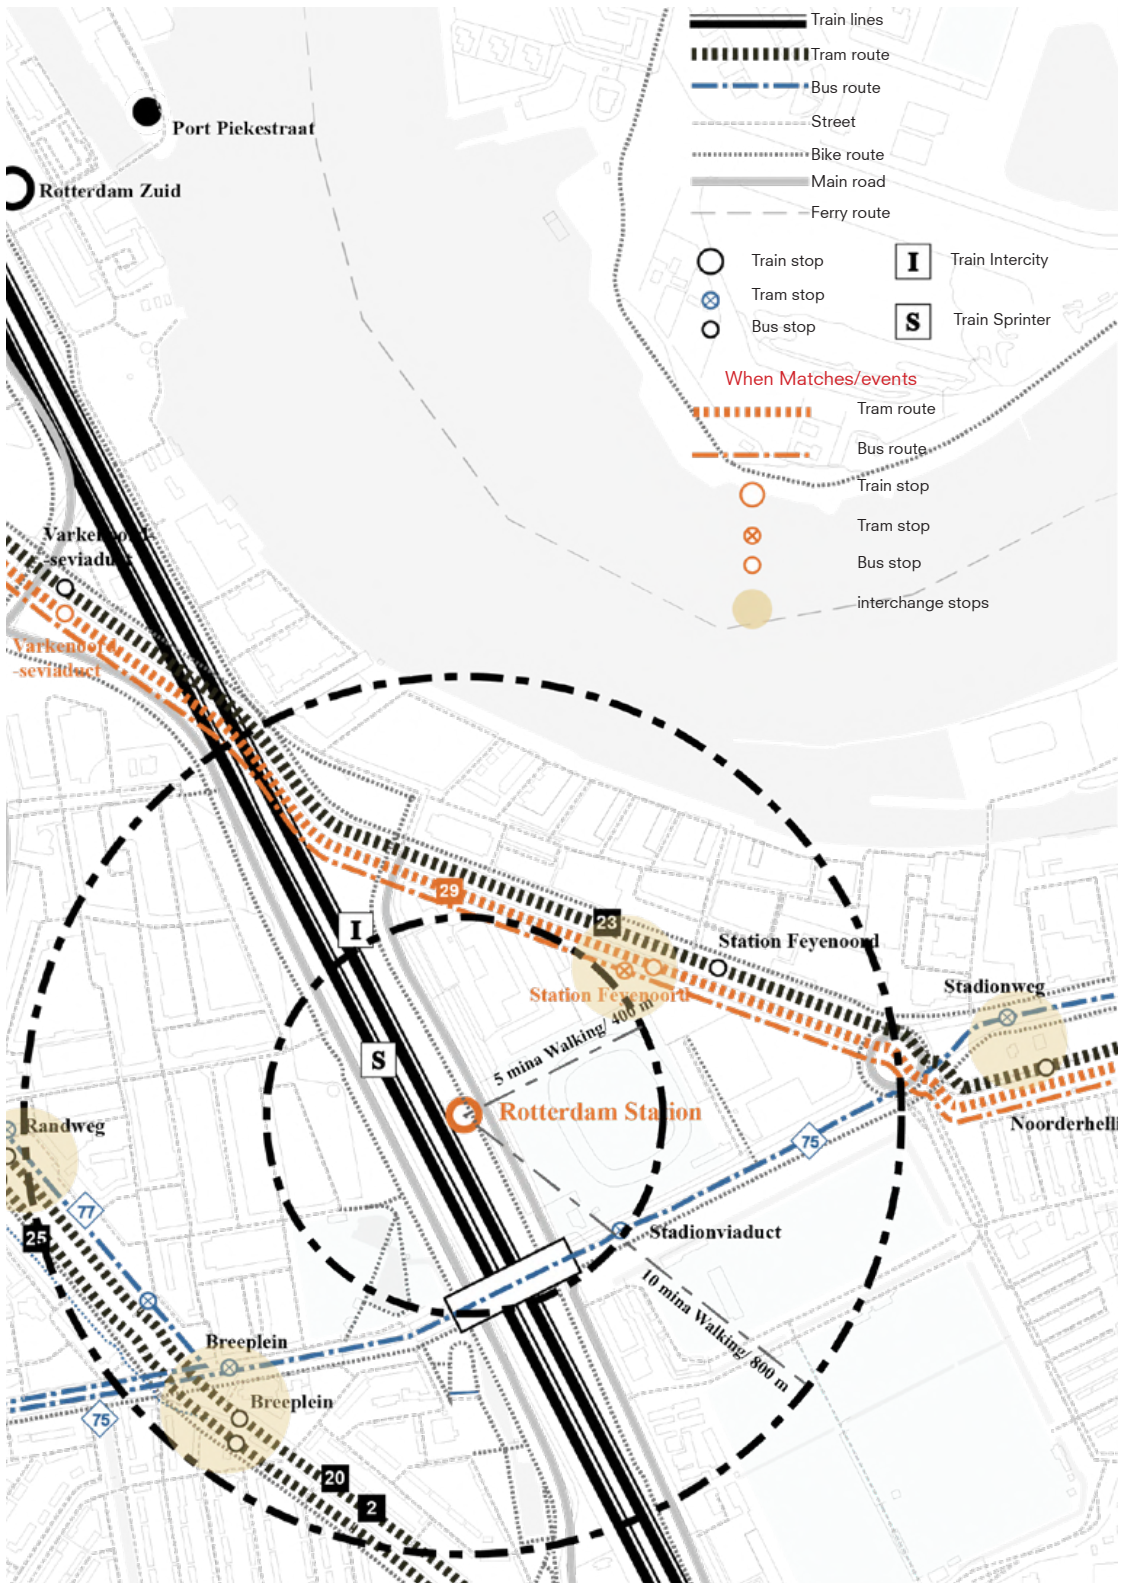 Train lines
Tram route
Bus route
Street
Bike route
Main road
Ferry route
Train stop
I
Train Intercity
Tram stop
Bus stop
S
Train Sprinter
When Matches/events
Tram route
Bus route
Train stop
Tram stop
Bus stop
interchange stops
Port Piekestraat
Rotterdam Zuid
Varkenoord-
-seviaduct
Varkenoord-
-seviaduct
29
23
I
Station Feyenoord
Station Feyenoord
Stadionweg
5 mina Walking/ 400 m
S
Rotterdam Station
Randweg
Noorderhelli
75
77
25
Stadionviaduct
10 mina Walking/ 800 m
Breeplein
Breeplein
75
20
2